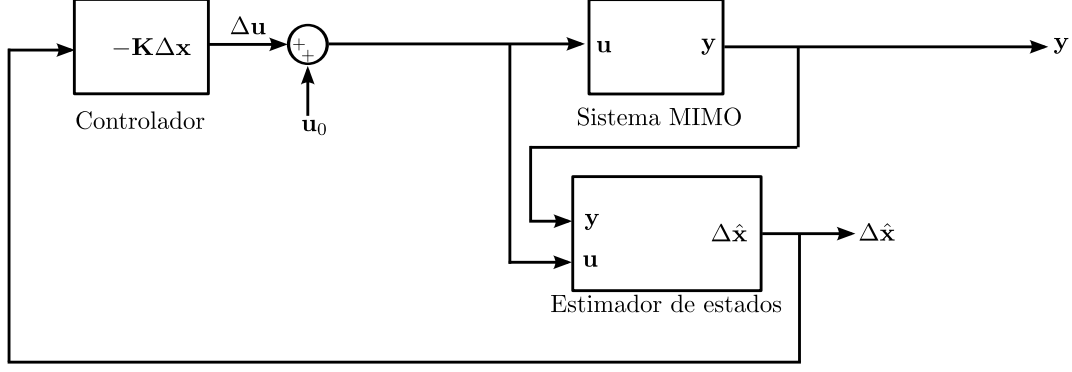 −KΔx
Δu
+
+
u₀
Controlador
u
y
Sistema MIMO
y
y
u
Δx̂
Δx̂
Estimador de estados